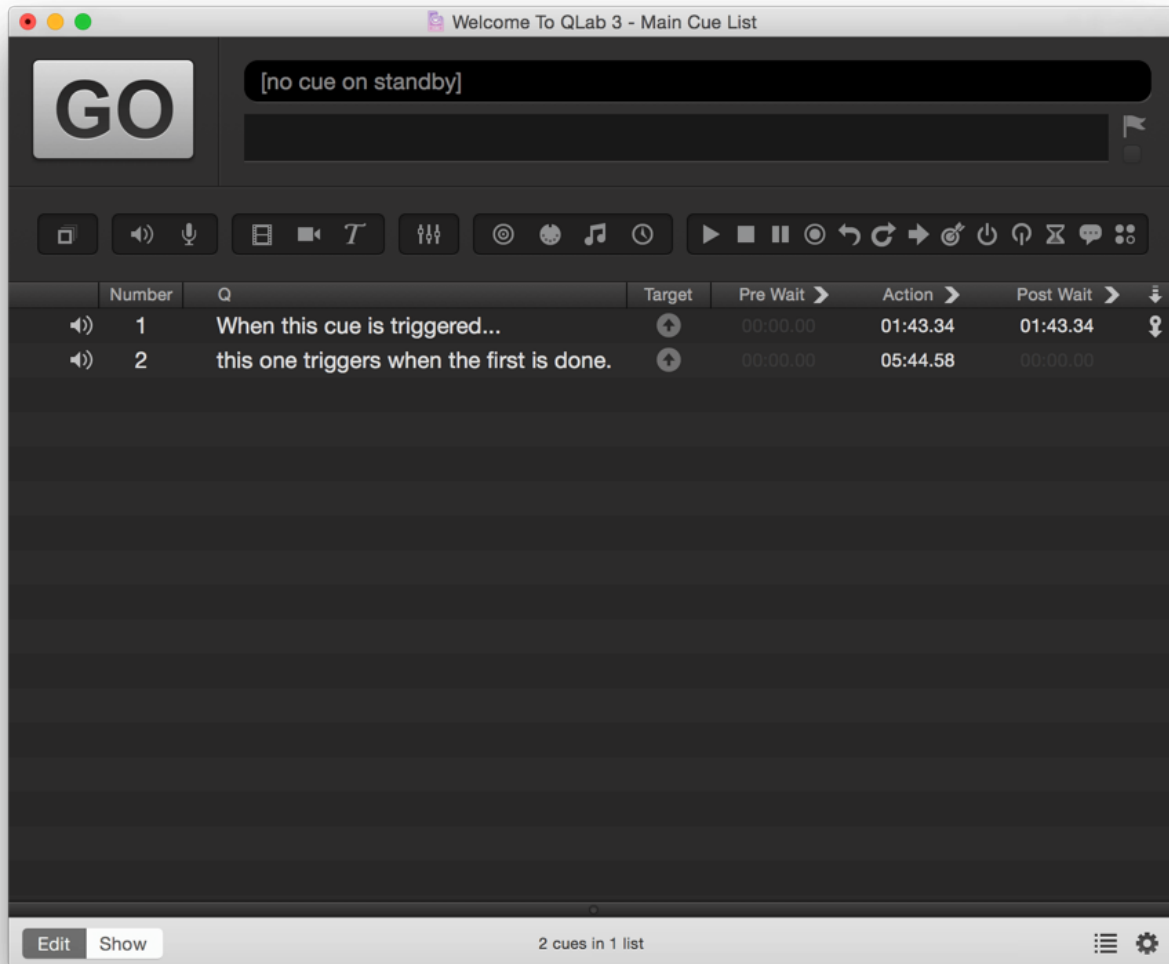 Welcome To QLab 3 - Main Cue List
GO
[no cue on standby]
T
Number Q Target Pre Wait Action Post Wait
1 When this cue is triggered... 00:00.00 01:43.34 01:43.34
2 this one triggers when the first is done. 00:00.00 05:44.58 00:00.00
Edit Show 2 cues in 1 list